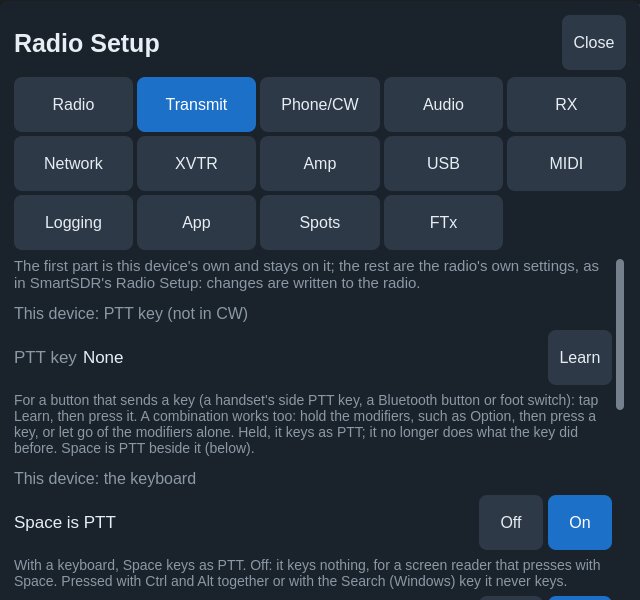 Radio Setup
Close
Radio
Transmit
Phone/CW
Audio
RX
Network
XVTR
Amp
USB
MIDI
Logging
App
Spots
FTx
The first part is this device's own and stays on it; the rest are the radio's own settings, as
in SmartSDR's Radio Setup: changes are written to the radio.
This device: PTT key (not in CW)
PTT key None
Learn
For a button that sends a key (a handset's side PTT key, a Bluetooth button or foot switch): tap
Learn, then press it. A combination works too: hold the modifiers, such as Option, then press a
key, or let go of the modifiers alone. Held, it keys as PTT; it no longer does what the key did
before. Space is PTT beside it (below).
This device: the keyboard
Space is PTT
Off
On
With a keyboard, Space keys as PTT. Off: it keys nothing, for a screen reader that presses with
Space. Pressed with Ctrl and Alt together or with the Search (Windows) key it never keys.